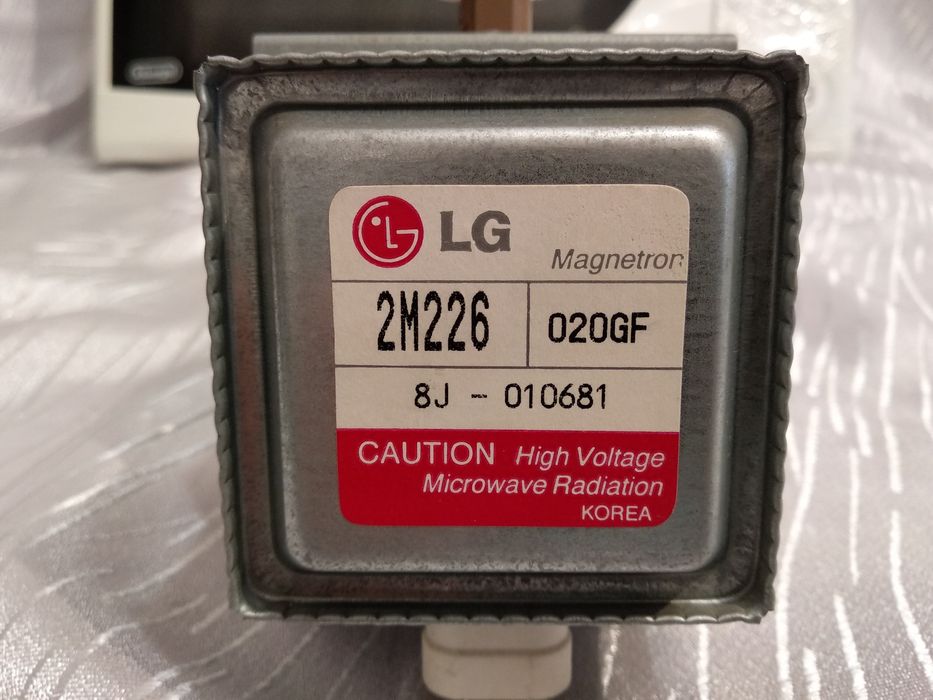 LG
Magnetron
2M226
020GF
8J - 010681
CAUTION High Voltage
Microwave Radiation
KOREA